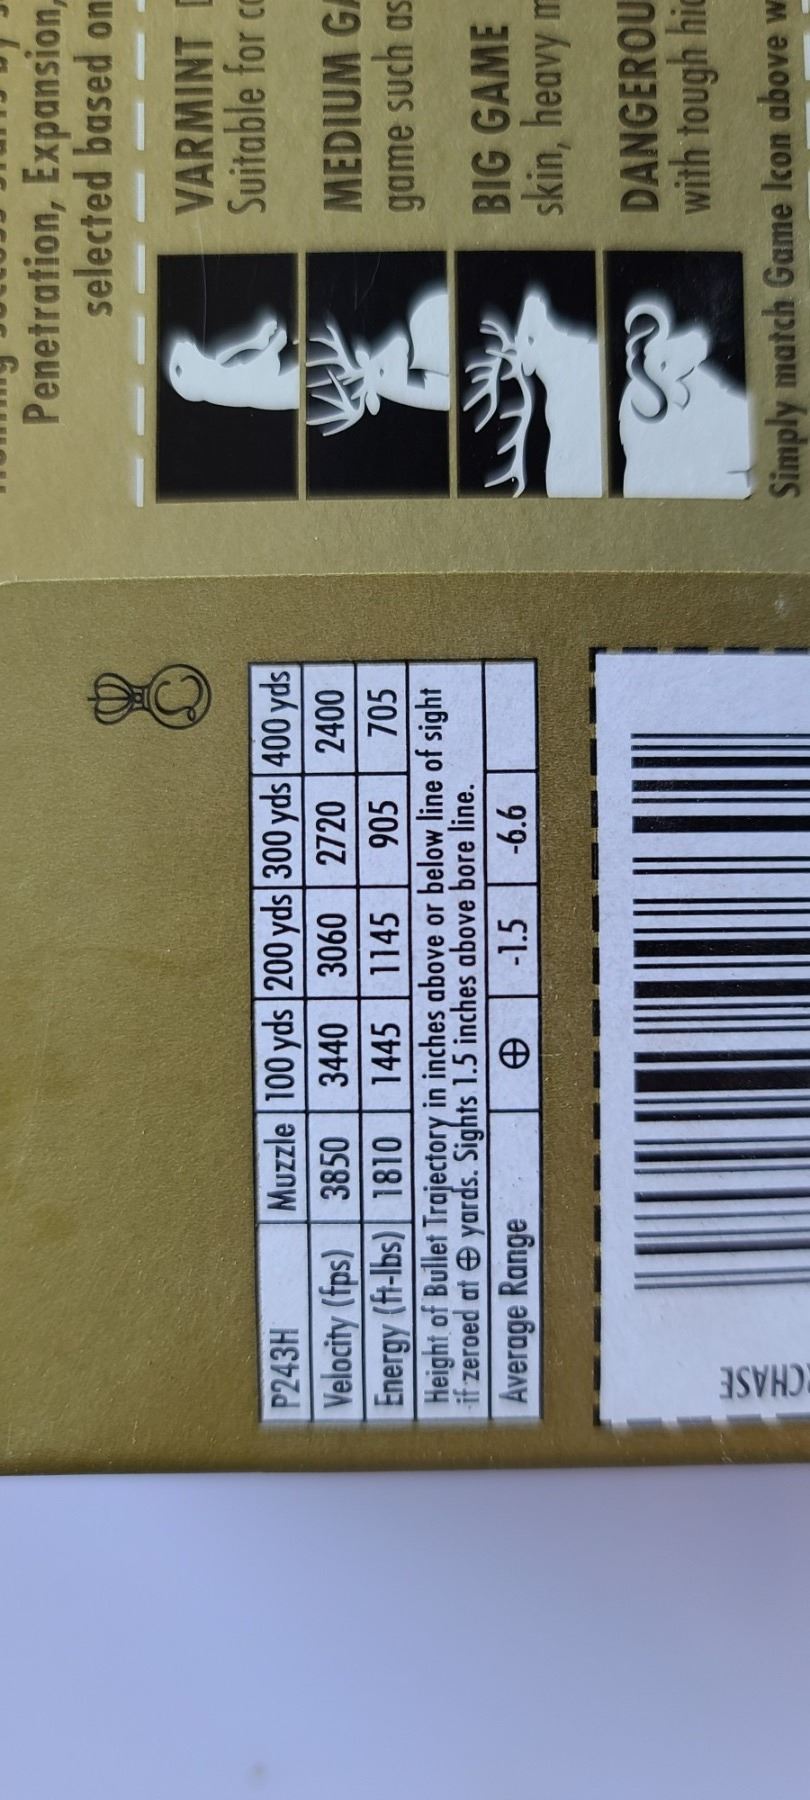 Penetration, Expansion,
selected based on
VARMINT
Suitable for
MEDIUM
game such as
BIG GAME
skin, heavy
DANGEROU
with tough
Simply match Game Icon above
P243H Muzzle 100 yds 200 yds 300 yds 400 yds
Velocity (fps) 3850 3440 3060 2720 2400
Energy (ft-lbs) 1810 1445 1145 905 705
Height of Bullet Trajectory in inches above or below line of sight
if zeroed at ⊕ yards. Sights 1.5 inches above bore line.
Average Range ⊕ -1.5 -6.6
CHASE